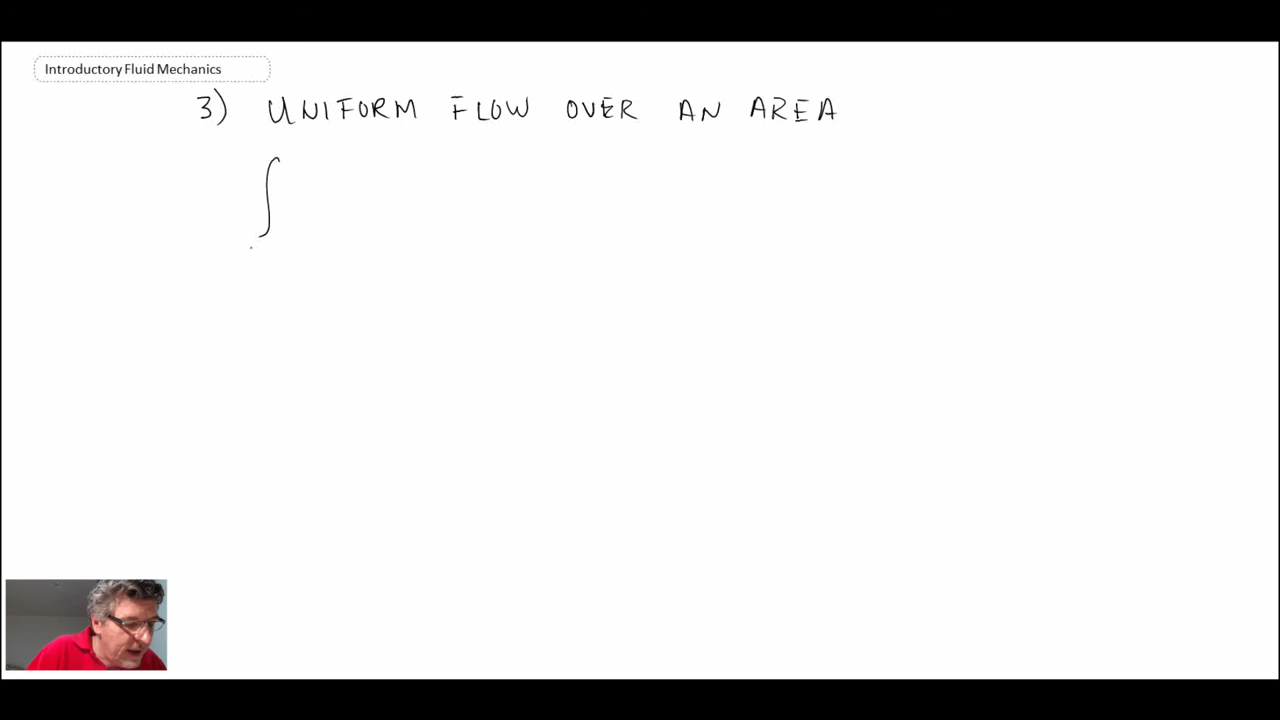 Introductory Fluid Mechanics
3) UNIFORM FLOW OVER AN AREA
∫